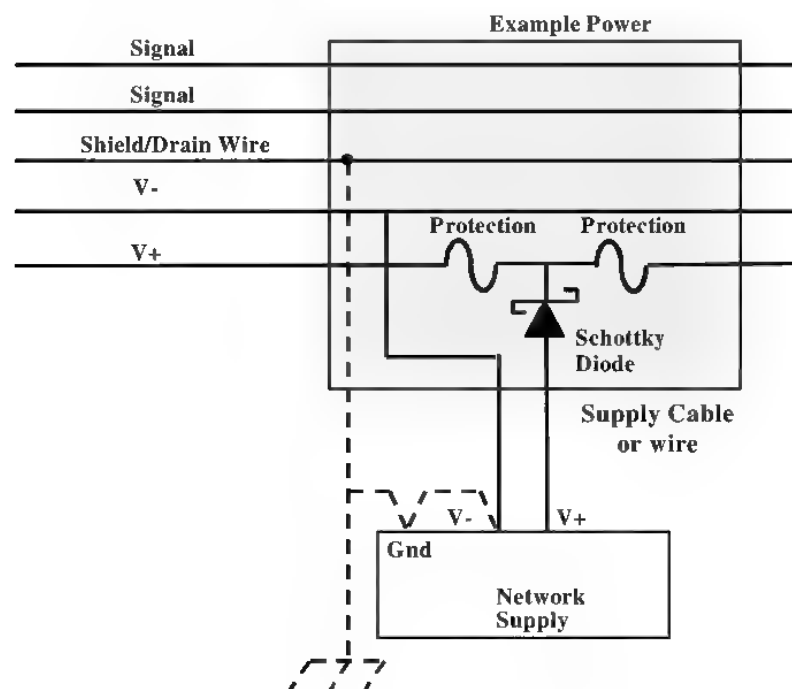 Example Power
Signal
Signal
Shield/Drain Wire
V-
Protection Protection
V+
Schottky
Diode
Supply Cable
or wire
V- V+
Gnd
Network
Supply